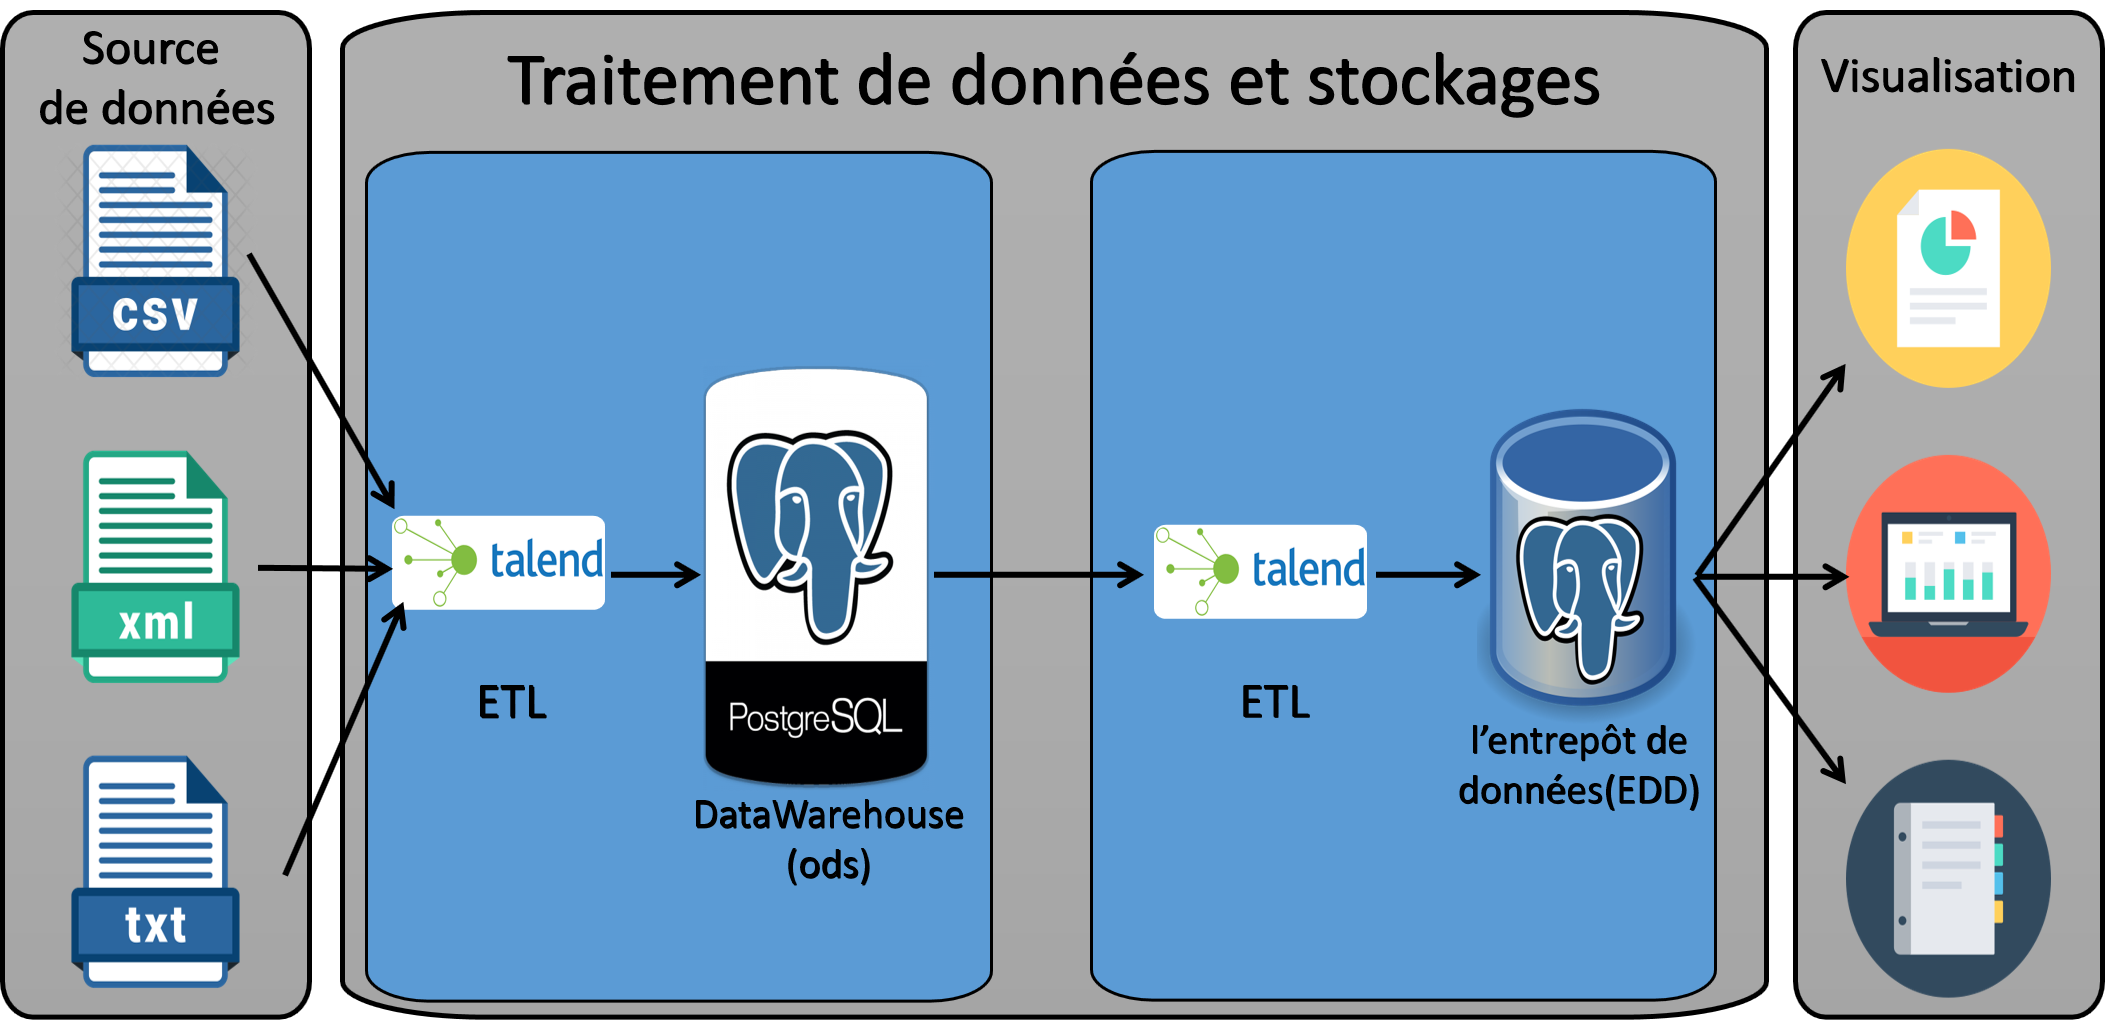 Source
de données
Traitement de données et stockages
Visualisation
csv
xml
txt
talend
ETL
PostgreSQL
DataWarehouse
(ods)
talend
ETL
l’entrepôt de
données(EDD)